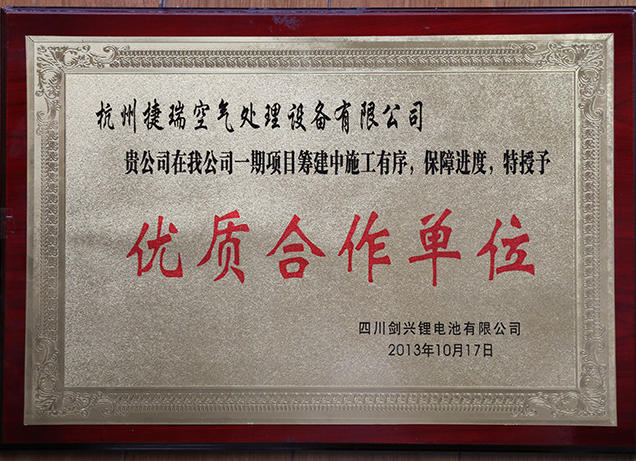 杭州捷瑞空气处理设备有限公司
贵公司在我公司一期项目筹建中施工有序，保障进度，特授予
优质合作单位
四川剑兴锂电池有限公司
2013年10月17日